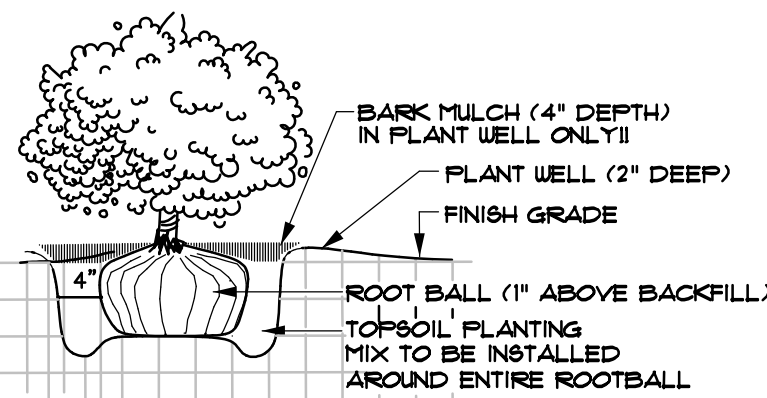 BARK MULCH (4" DEPTH)
IN PLANT WELL ONLY!!
PLANT WELL (2" DEEP)
FINISH GRADE
4"
ROOT BALL (1" ABOVE BACKFILL)
TOPSOIL PLANTING
MIX TO BE INSTALLED
AROUND ENTIRE ROOTBALL